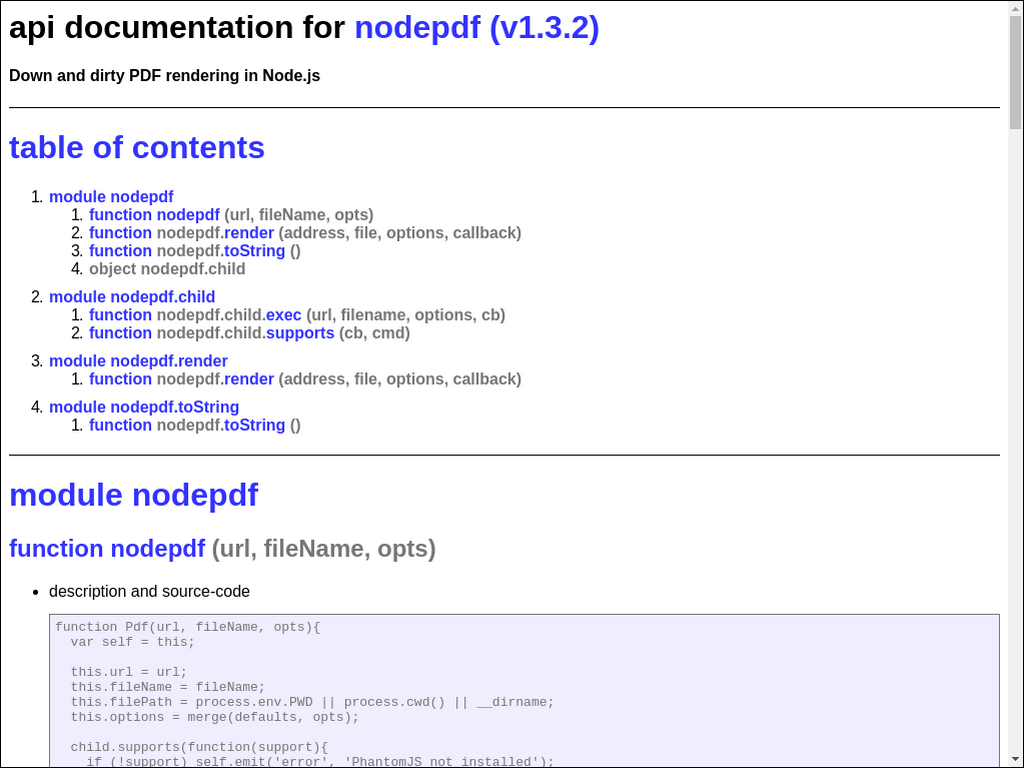 api documentation for nodepdf (v1.3.2)
Down and dirty PDF rendering in Node.js
table of contents
1. module nodepdf
1. function nodepdf (url, fileName, opts)
2. function nodepdf.render (address, file, options, callback)
3. function nodepdf.toString ()
4. object nodepdf.child
2. module nodepdf.child
1. function nodepdf.child.exec (url, filename, options, cb)
2. function nodepdf.child.supports (cb, cmd)
3. module nodepdf.render
1. function nodepdf.render (address, file, options, callback)
4. module nodepdf.toString
1. function nodepdf.toString ()
module nodepdf
function nodepdf (url, fileName, opts)
• description and source-code
function Pdf(url, fileName, opts){
  var self = this;
  this.url = url;
  this.fileName = fileName;
  this.filePath = process.env.PWD || process.cwd() || __dirname;
  this.options = merge(defaults, opts);
  child.supports(function(support){
    if (!support) self.emit('error', 'PhantomJS not installed');